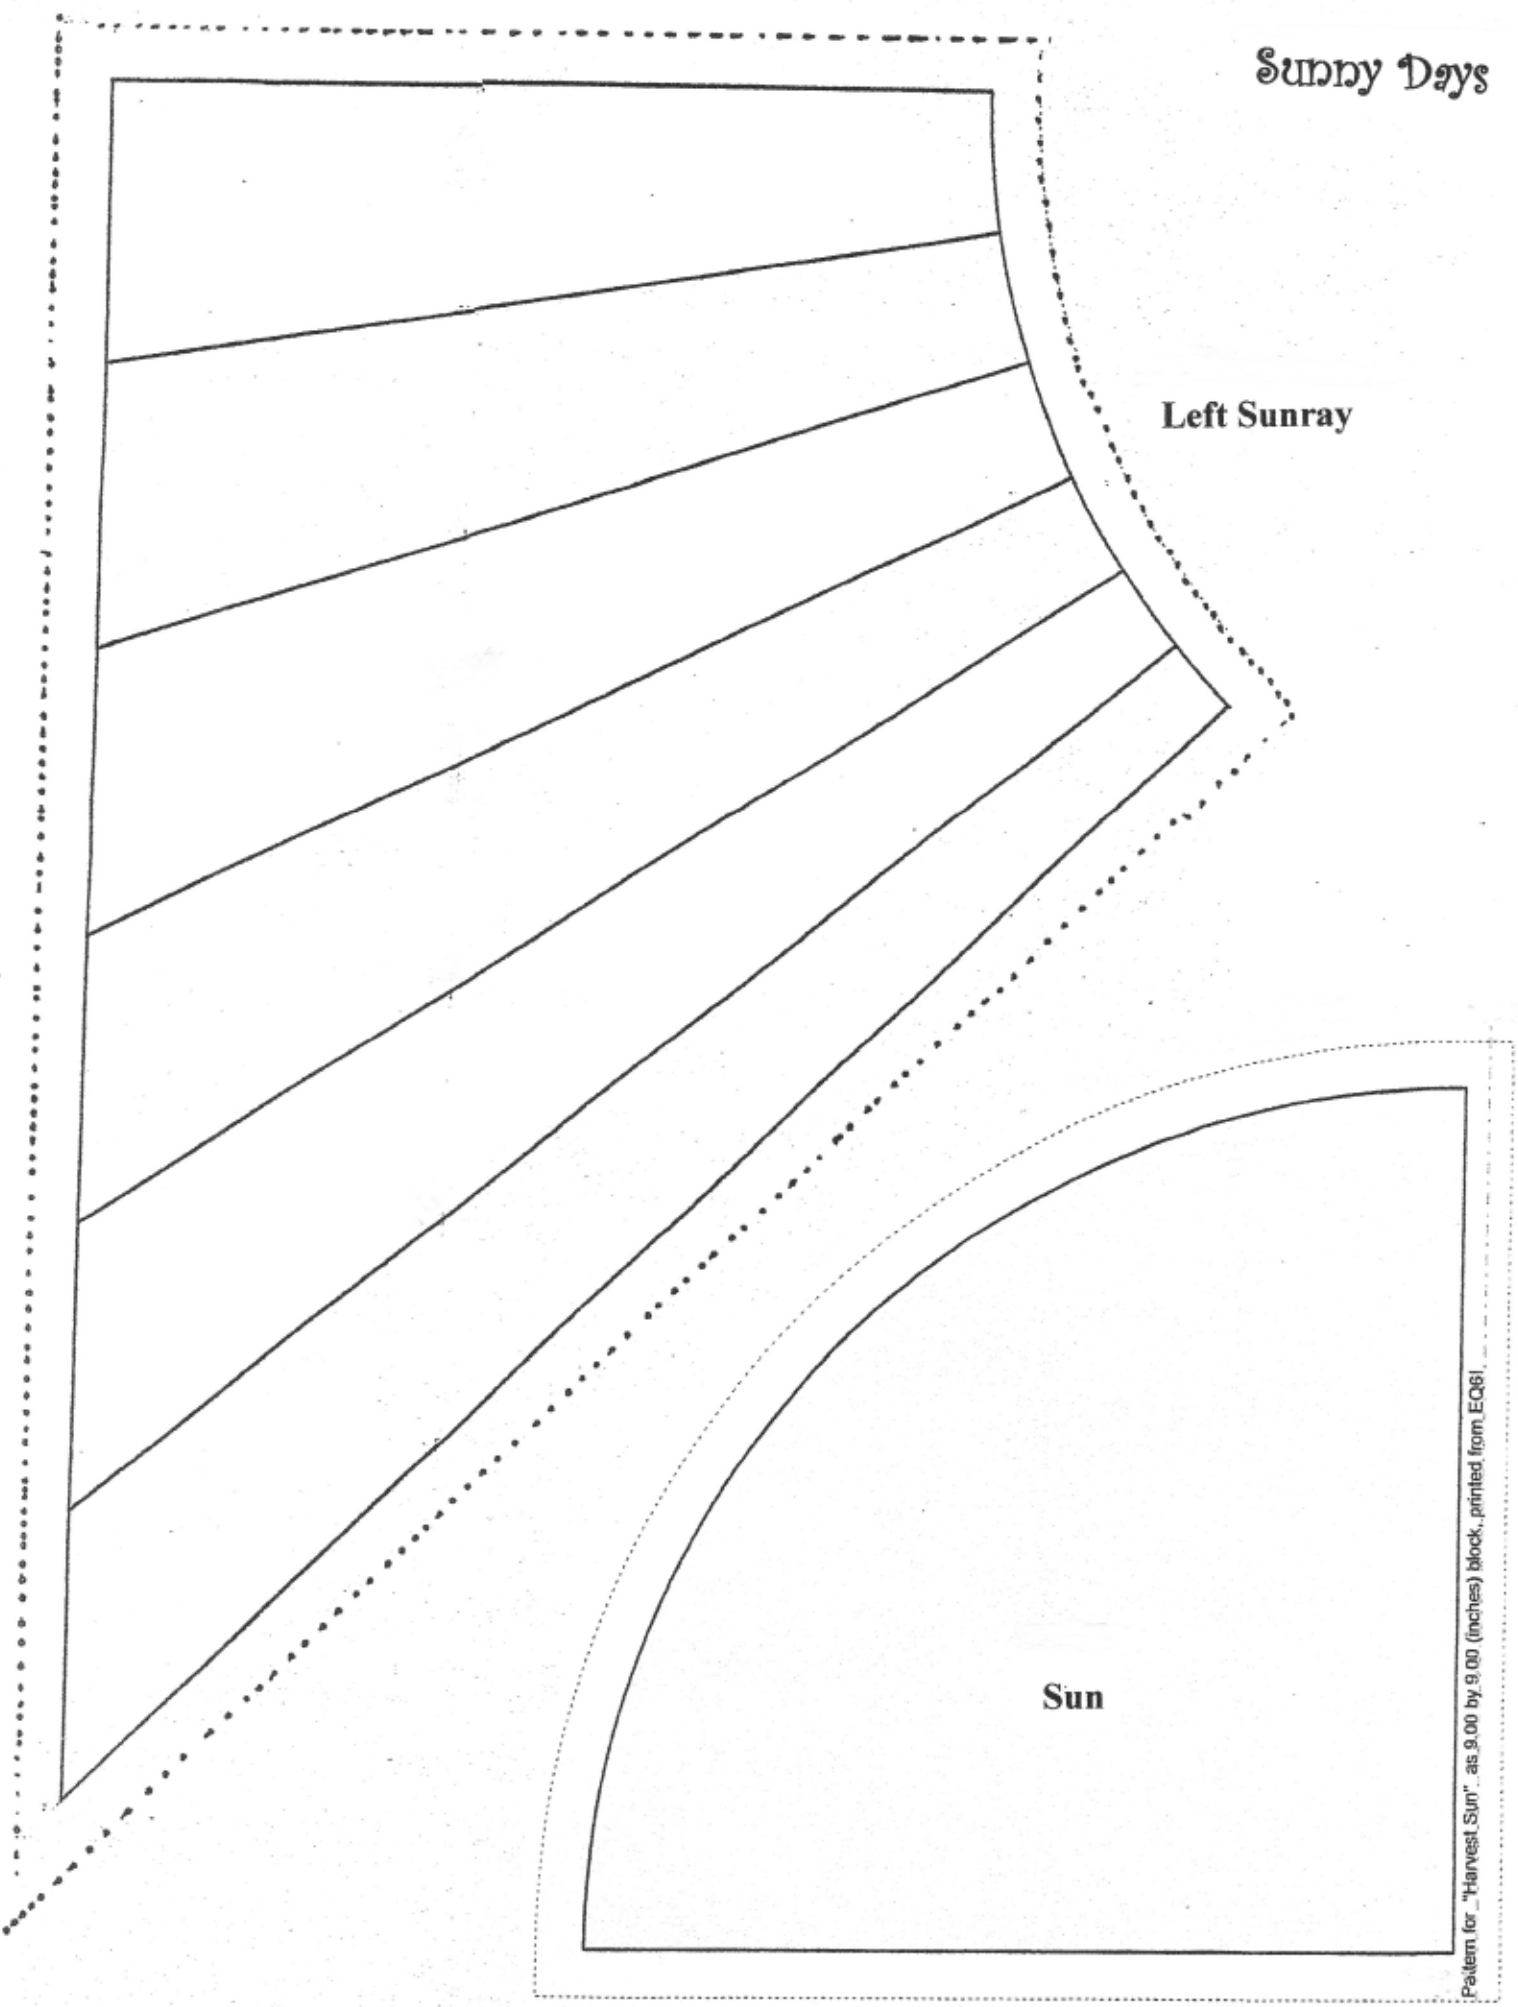 Sunny Days
Left Sunray
Sun
Pattern for "Harvest Sun" as 9.00 by 9.00 (inches) block, printed from EQ6!